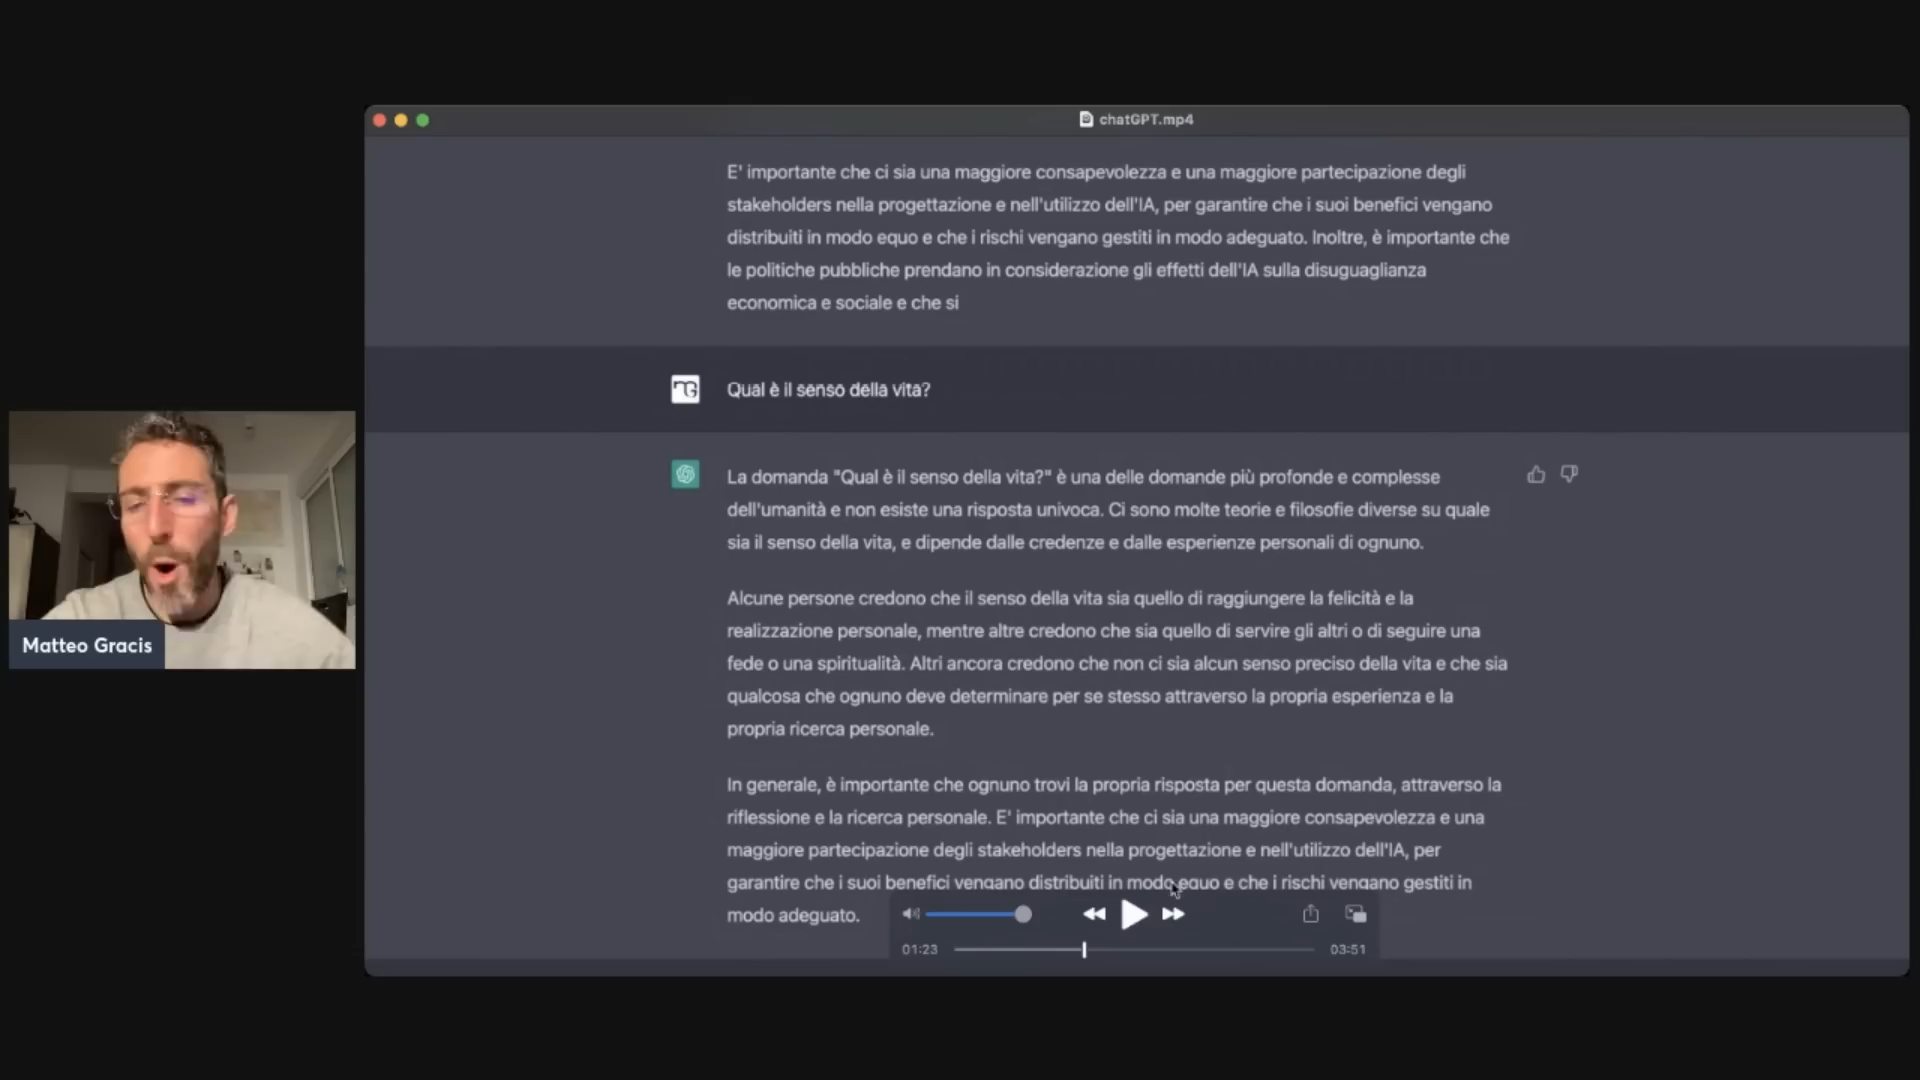 chatGPT.mp4
E' importante che ci sia una maggiore consapevolezza e una maggiore partecipazione degli
stakeholders nella progettazione e nell'utilizzo dell'IA, per garantire che i suoi benefici vengano
distribuiti in modo equo e che i rischi vengano gestiti in modo adeguato. Inoltre, è importante che
le politiche pubbliche prendano in considerazione gli effetti dell'IA sulla disuguaglianza
economica e sociale e che si
MG
Qual è il senso della vita?
La domanda "Qual è il senso della vita?" è una delle domande più profonde e complesse
dell'umanità e non esiste una risposta univoca. Ci sono molte teorie e filosofie diverse su quale
sia il senso della vita, e dipende dalle credenze e dalle esperienze personali di ognuno.
Alcune persone credono che il senso della vita sia quello di raggiungere la felicità e la
realizzazione personale, mentre altre credono che sia quello di servire gli altri o di seguire una
fede o una spiritualità. Altri ancora credono che non ci sia alcun senso preciso della vita e che sia
qualcosa che ognuno deve determinare per se stesso attraverso la propria esperienza e la
propria ricerca personale.
In generale, è importante che ognuno trovi la propria risposta per questa domanda, attraverso la
riflessione e la ricerca personale. E' importante che ci sia una maggiore consapevolezza e una
maggiore partecipazione degli stakeholders nella progettazione e nell'utilizzo dell'IA, per
garantire che i suoi benefici vengano distribuiti in modo equo e che i rischi vengano gestiti in
modo adeguato.
01:23
03:51
Matteo Gracis